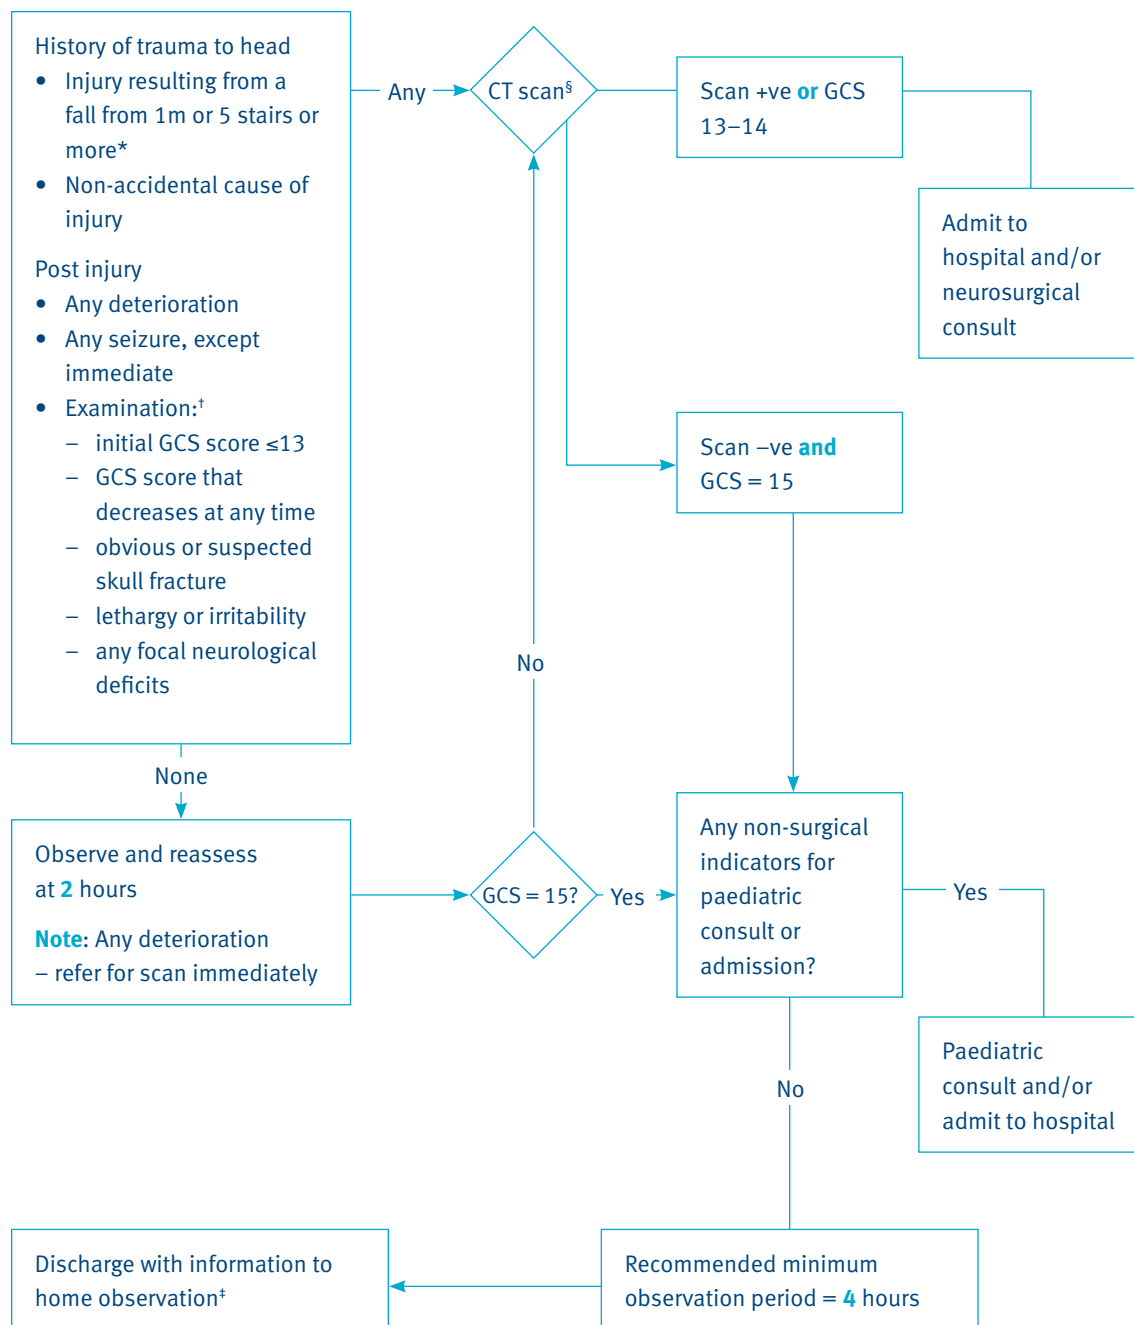 History of trauma to head
• Injury resulting from a
fall from 1m or 5 stairs or
more*
• Non-accidental cause of
injury
Post injury
• Any deterioration
• Any seizure, except
immediate
• Examination:†
– initial GCS score ≤13
– GCS score that
decreases at any time
– obvious or suspected
skull fracture
– lethargy or irritability
– any focal neurological
deficits
Any
CT scan§
Scan +ve or GCS
13–14
Admit to
hospital and/or
neurosurgical
consult
Scan –ve and
GCS = 15
No
None
Observe and reassess
at 2 hours
Note: Any deterioration
– refer for scan immediately
GCS = 15?
Yes
Any non-surgical
indicators for
paediatric
consult or
admission?
Yes
Paediatric
consult and/or
admit to hospital
No
Recommended minimum
observation period = 4 hours
Discharge with information to
home observation‡